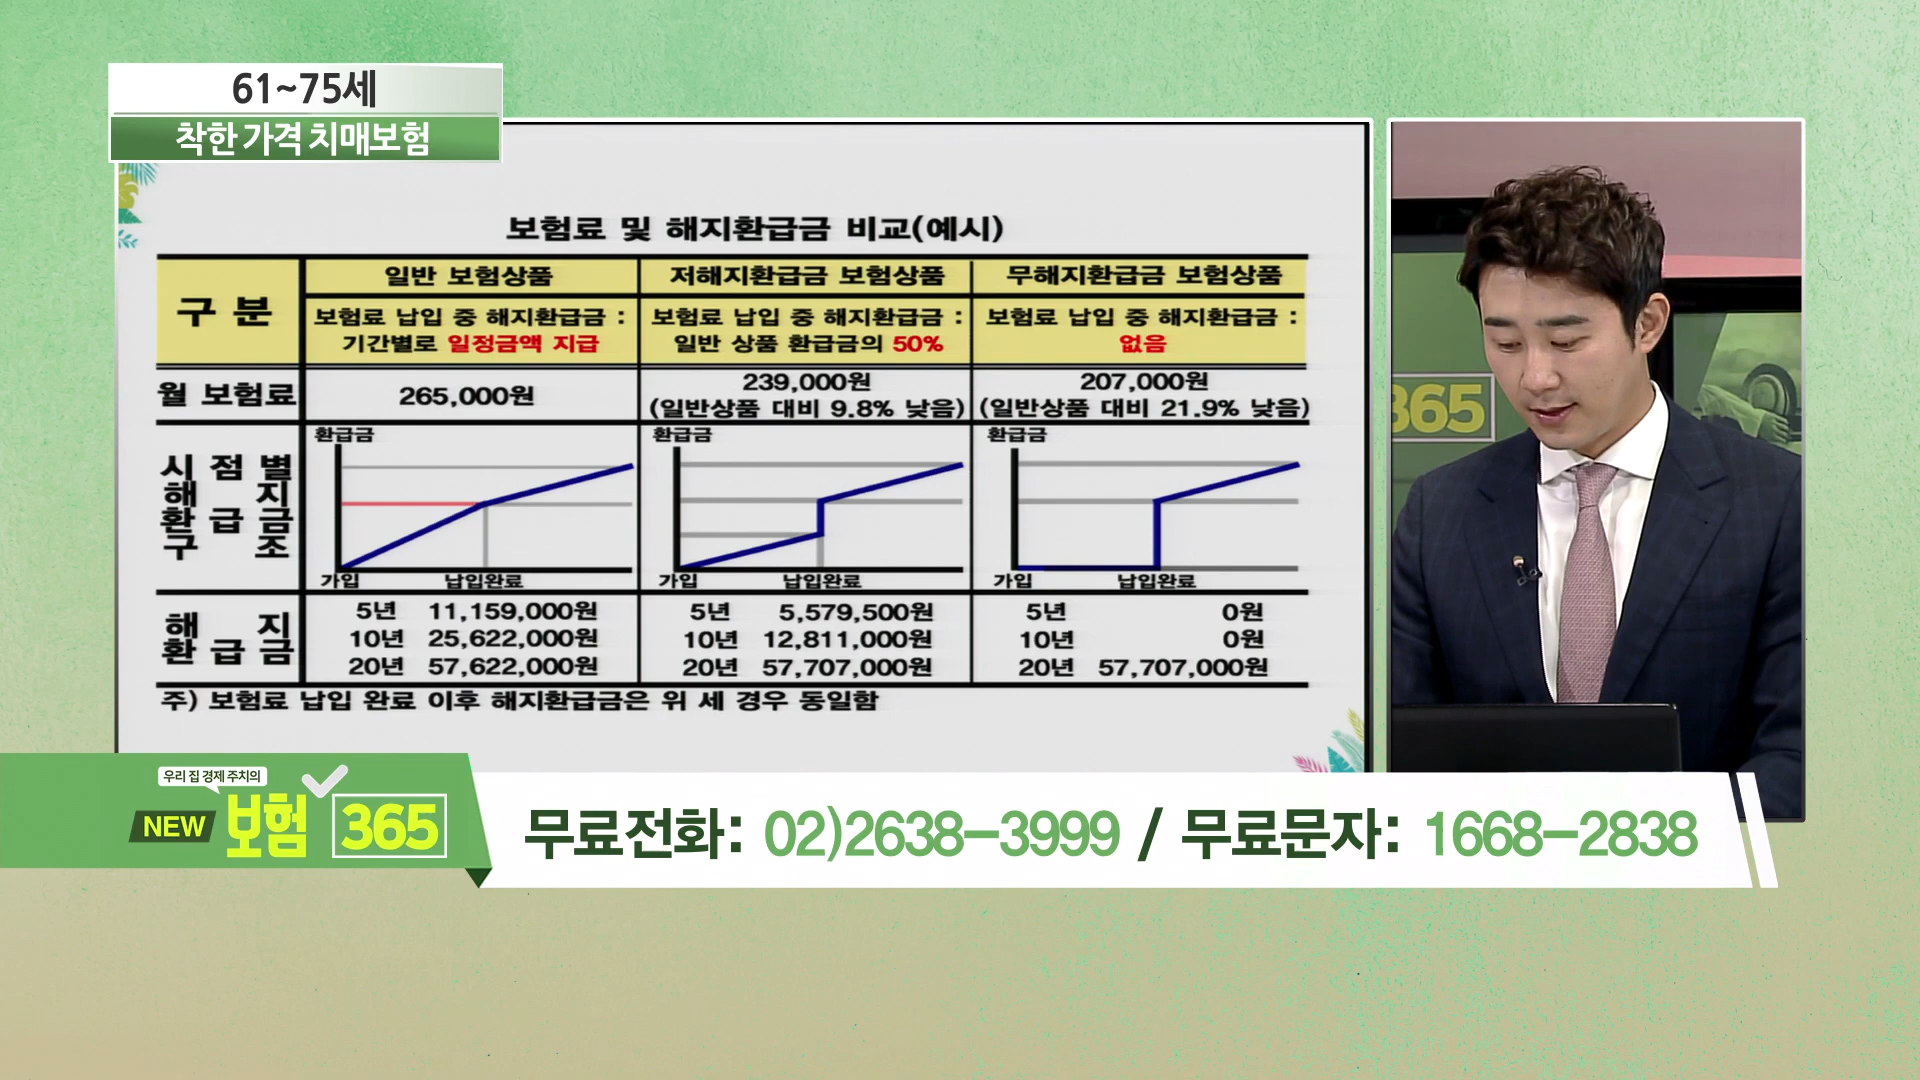 61~75세
착한 가격 치매보험
보험료 및 해지환급금 비교(예시)
구 분
일반 보험상품
저해지환급금 보험상품
무해지환급금 보험상품
보험료 납입 중 해지환급금 :
기간별로 일정금액 지급
보험료 납입 중 해지환급금 :
일반 상품 환급금의 50%
보험료 납입 중 해지환급금 :
없음
월 보험료
265,000원
239,000원
(일반상품 대비 9.8% 낮음)
207,000원
(일반상품 대비 21.9% 낮음)
시 점 별
해 지
환 급 금
구 조
환급금
가입 납입완료
환급금
가입 납입완료
환급금
가입 납입완료
해 지
환 급 금
5년 11,159,000원
10년 25,622,000원
20년 57,622,000원
5년 5,579,500원
10년 12,811,000원
20년 57,707,000원
5년 0원
10년 0원
20년 57,707,000원
주) 보험료 납입 완료 이후 해지환급금은 위 세 경우 동일함
365
우리 집 경제 주치의
NEW 보험 365
무료전화: 02)2638-3999 / 무료문자: 1668-2838